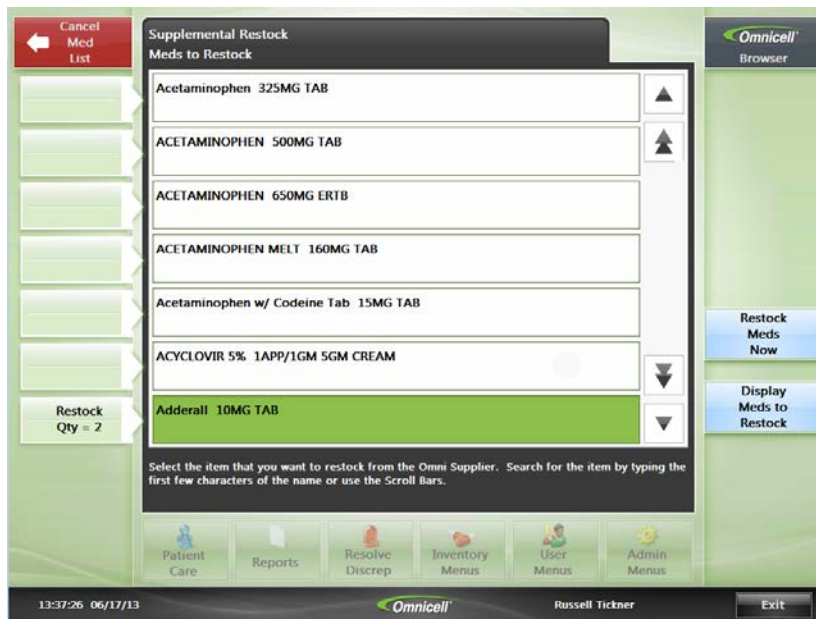 Cancel
Med
List
Supplemental Restock
Meds to Restock
Omnicell
Browser
Acetaminophen 325MG TAB
ACETAMINOPHEN 500MG TAB
ACETAMINOPHEN 650MG ERTB
ACETAMINOPHEN MELT 160MG TAB
Acetaminophen w/ Codeine Tab 15MG TAB
ACYCLOVIR 5% 1APP/1GM 5GM CREAM
Adderall 10MG TAB
Restock
Qty = 2
Restock
Meds
Now
Display
Meds to
Restock
Select the item that you want to restock from the Omni Supplier. Search for the item by typing the
first few characters of the name or use the Scroll Bars.
Patient
Care
Reports
Resolve
Discrep
Inventory
Menus
User
Menus
Admin
Menus
13:37:26 06/17/13
Omnicell
Russell Tickner
Exit